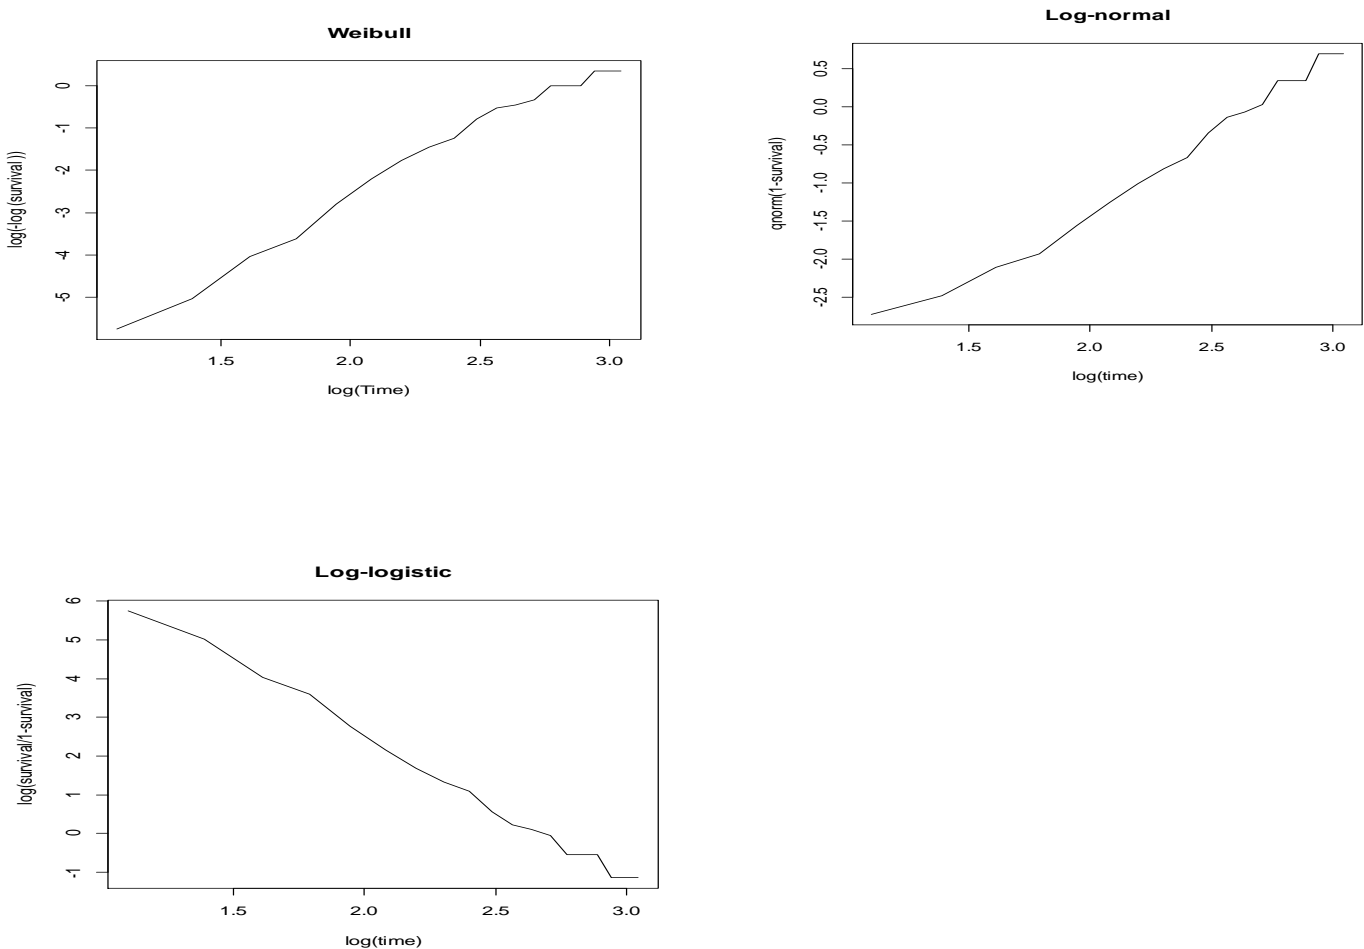 Weibull
log(-log (survival ))
0
-1
-2
-3
-4
-5
1.5 2.0 2.5 3.0
log(Time)
Log-normal
qnorm(1-survival)
0.5
0.0
-0.5
-1.0
-1.5
-2.0
-2.5
1.5 2.0 2.5 3.0
log(time)
Log-logistic
log(survival/1-survival)
6
5
4
3
2
1
0
-1
1.5 2.0 2.5 3.0
log(time)